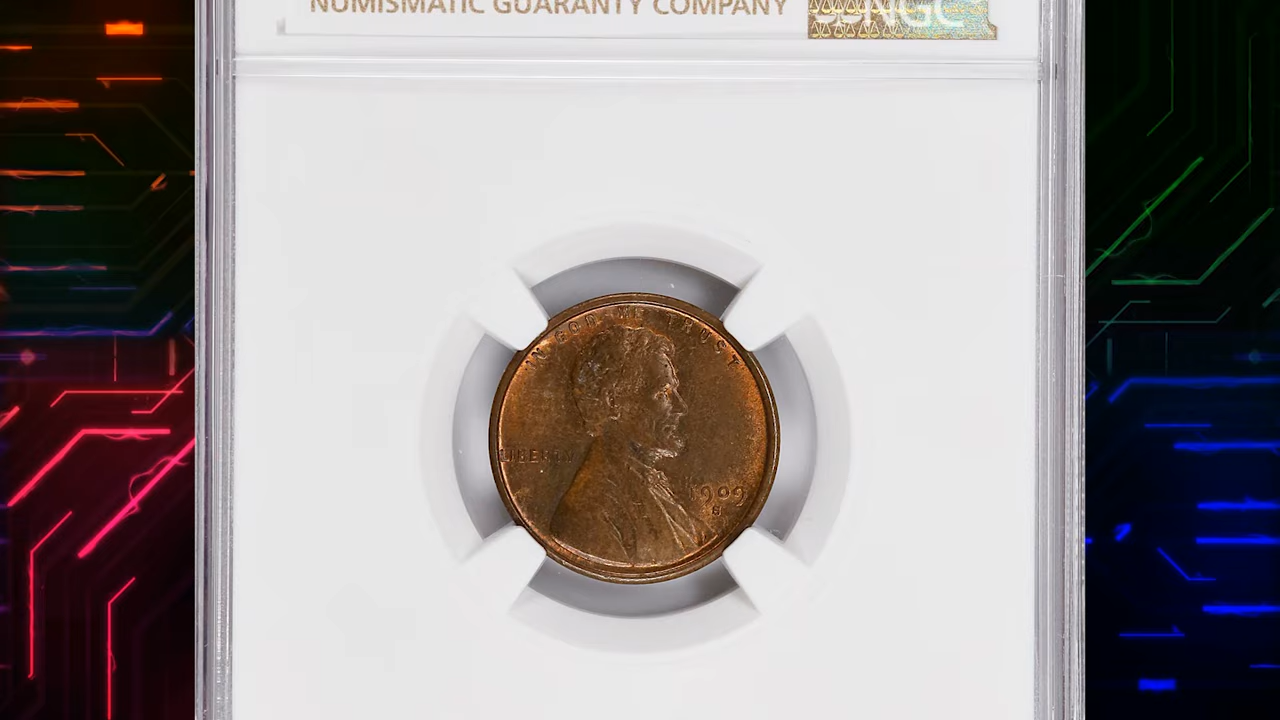 NUMISMATIC GUARANTY COMPANY
NGC
IN GOD WE TRUST
LIBERTY
1909
S